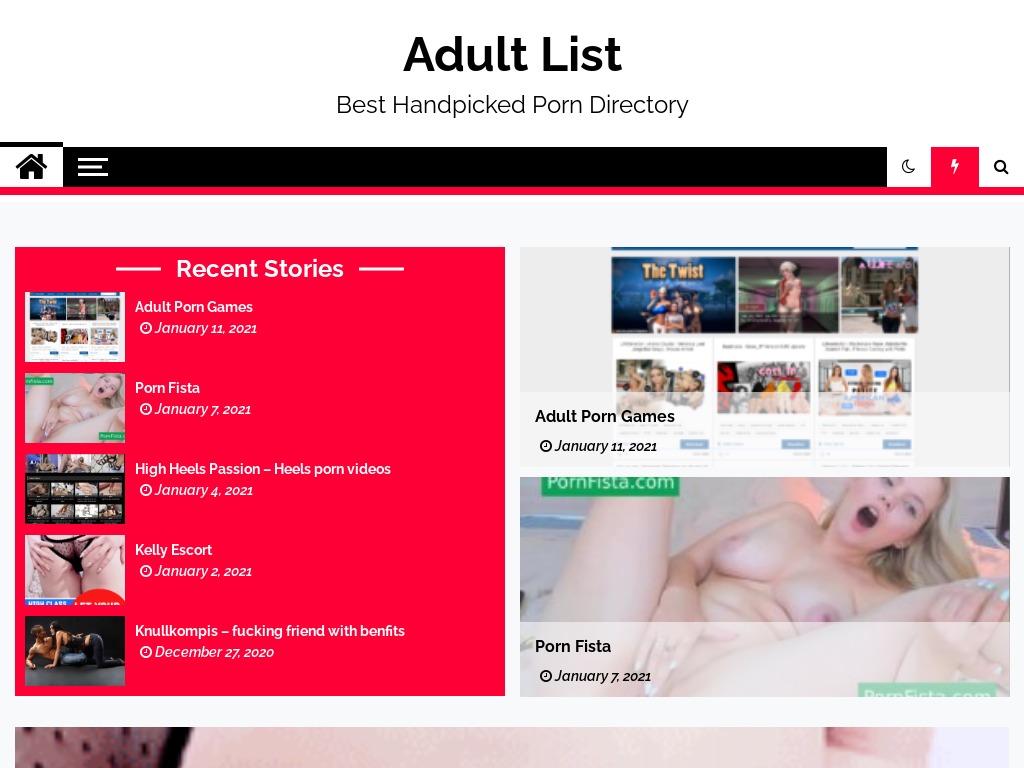 Adult List
Best Handpicked Porn Directory
Recent Stories
Adult Porn Games
January 11, 2021
Porn Fista
January 7, 2021
High Heels Passion – Heels porn videos
January 4, 2021
Kelly Escort
January 2, 2021
Knullkompis – fucking friend with benfits
December 27, 2020
The Twist
Adult Porn Games
January 11, 2021
PornFista.com
Porn Fista
January 7, 2021
PornFista.com